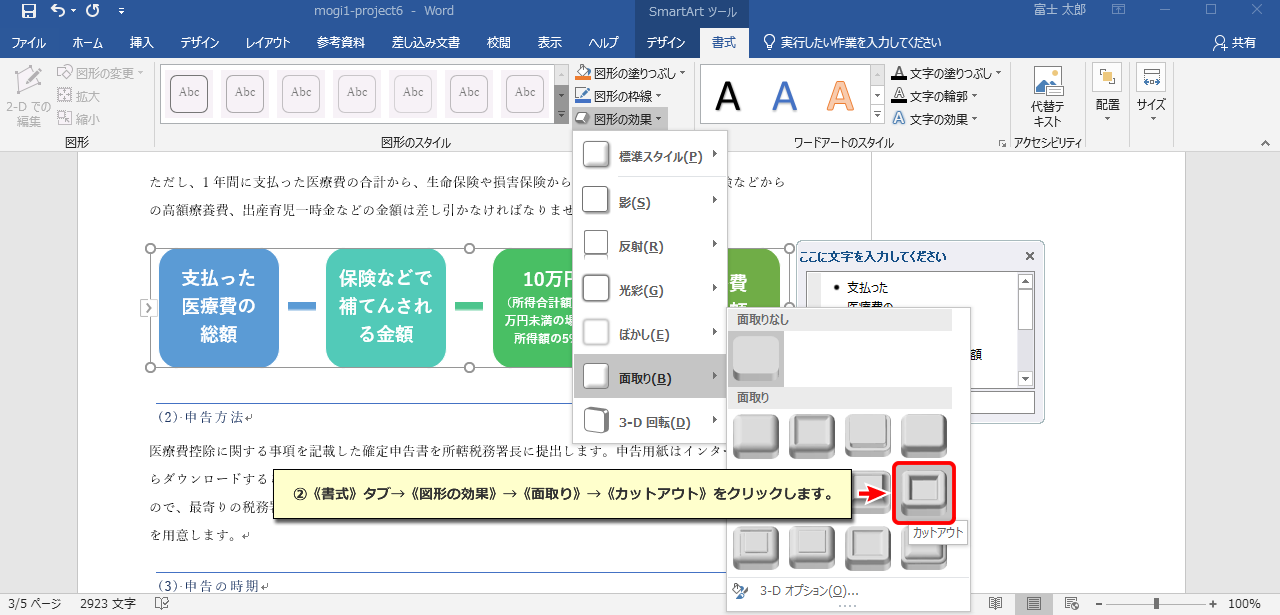 mogi1-project6 - Word
SmartArt ツール
富士 太郎
ファイル ホーム 挿入 デザイン レイアウト 参考資料 差し込み文書 校閲 表示 ヘルプ デザイン 書式 実行したい作業を入力してください 共有
2-D での
編集
図形の変更
拡大
縮小
図形
Abc Abc Abc Abc Abc Abc Abc
図形のスタイル
図形の塗りつぶし
図形の枠線
図形の効果
A A A
ワードアートのスタイル
文字の塗りつぶし
文字の輪郭
文字の効果
代替テ
キスト
アクセシビリティ
配置
サイズ
標準スタイル(P)
影(S)
反射(R)
光彩(G)
ぼかし(E)
面取り(B)
3-D 回転(D)
ただし、1 年間に支払った医療費の合計から、生命保険や損害保険から
険などから
の高額療養費、出産育児一時金などの金額は差し引かなければなりませ
支払った
医療費の
総額
保険などで
補てんされ
る金額
10万円
(所得合計額
万円未満の場
所得額の5%
費
ここに文字を入力してください
支払った
医療費の
額
面取りなし
面取り
(2)·申告方法↵
医療費控除に関する事項を記載した確定申告書を所轄税務署長に提出します。申告用紙はインター
らダウンロードする
②《書式》タブ→《図形の効果》→《面取り》→《カットアウト》をクリックします。
ので、最寄りの税務
を用意します。↵
カットアウト
(3)·申告の時期↵
3-D オプション(O)...
3/5 ページ 2923 文字
100%